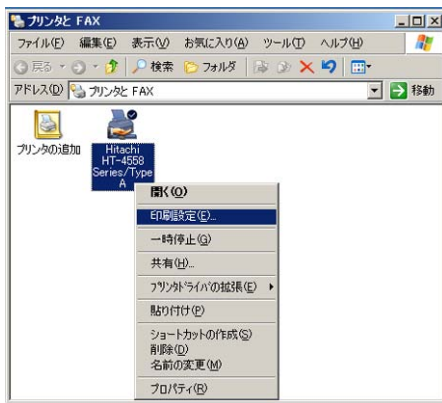 プリンタと FAX
ファイル(F) 編集(E) 表示(V) お気に入り(A) ツール(T) ヘルプ(H)
戻る 検索 フォルダ
アドレス(D) プリンタと FAX 移動
プリンタの追加
Hitachi
HT-4558
Series/Type
A
開く(O)
印刷設定(E)...
一時停止(G)
共有(H)...
プリンタドライバの拡張(E)
貼り付け(P)
ショートカットの作成(S)
削除(D)
名前の変更(M)
プロパティ(R)